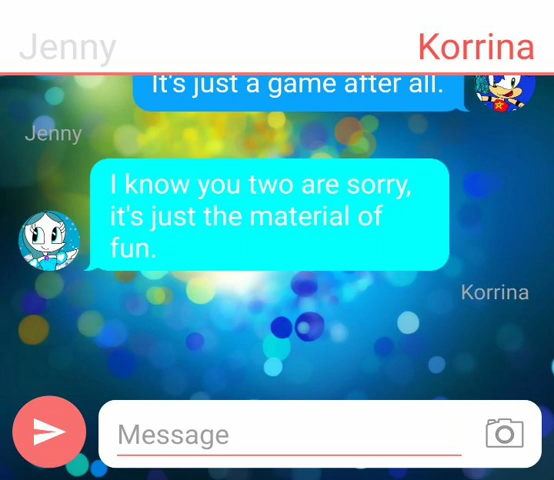 Jenny
Korrina
It's just a game after all.
Jenny
I know you two are sorry,
it's just the material of
fun.
Korrina
Message